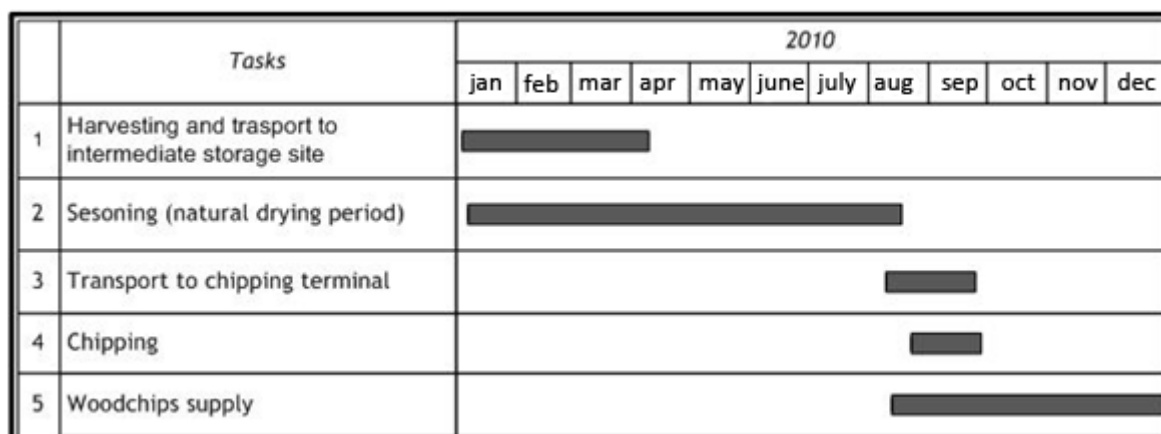 Tasks
2010
jan feb mar apr may june july aug sep oct nov dec
1 Harvesting and trasport to
intermediate storage site
2 Sesoning (natural drying period)
3 Transport to chipping terminal
4 Chipping
5 Woodchips supply